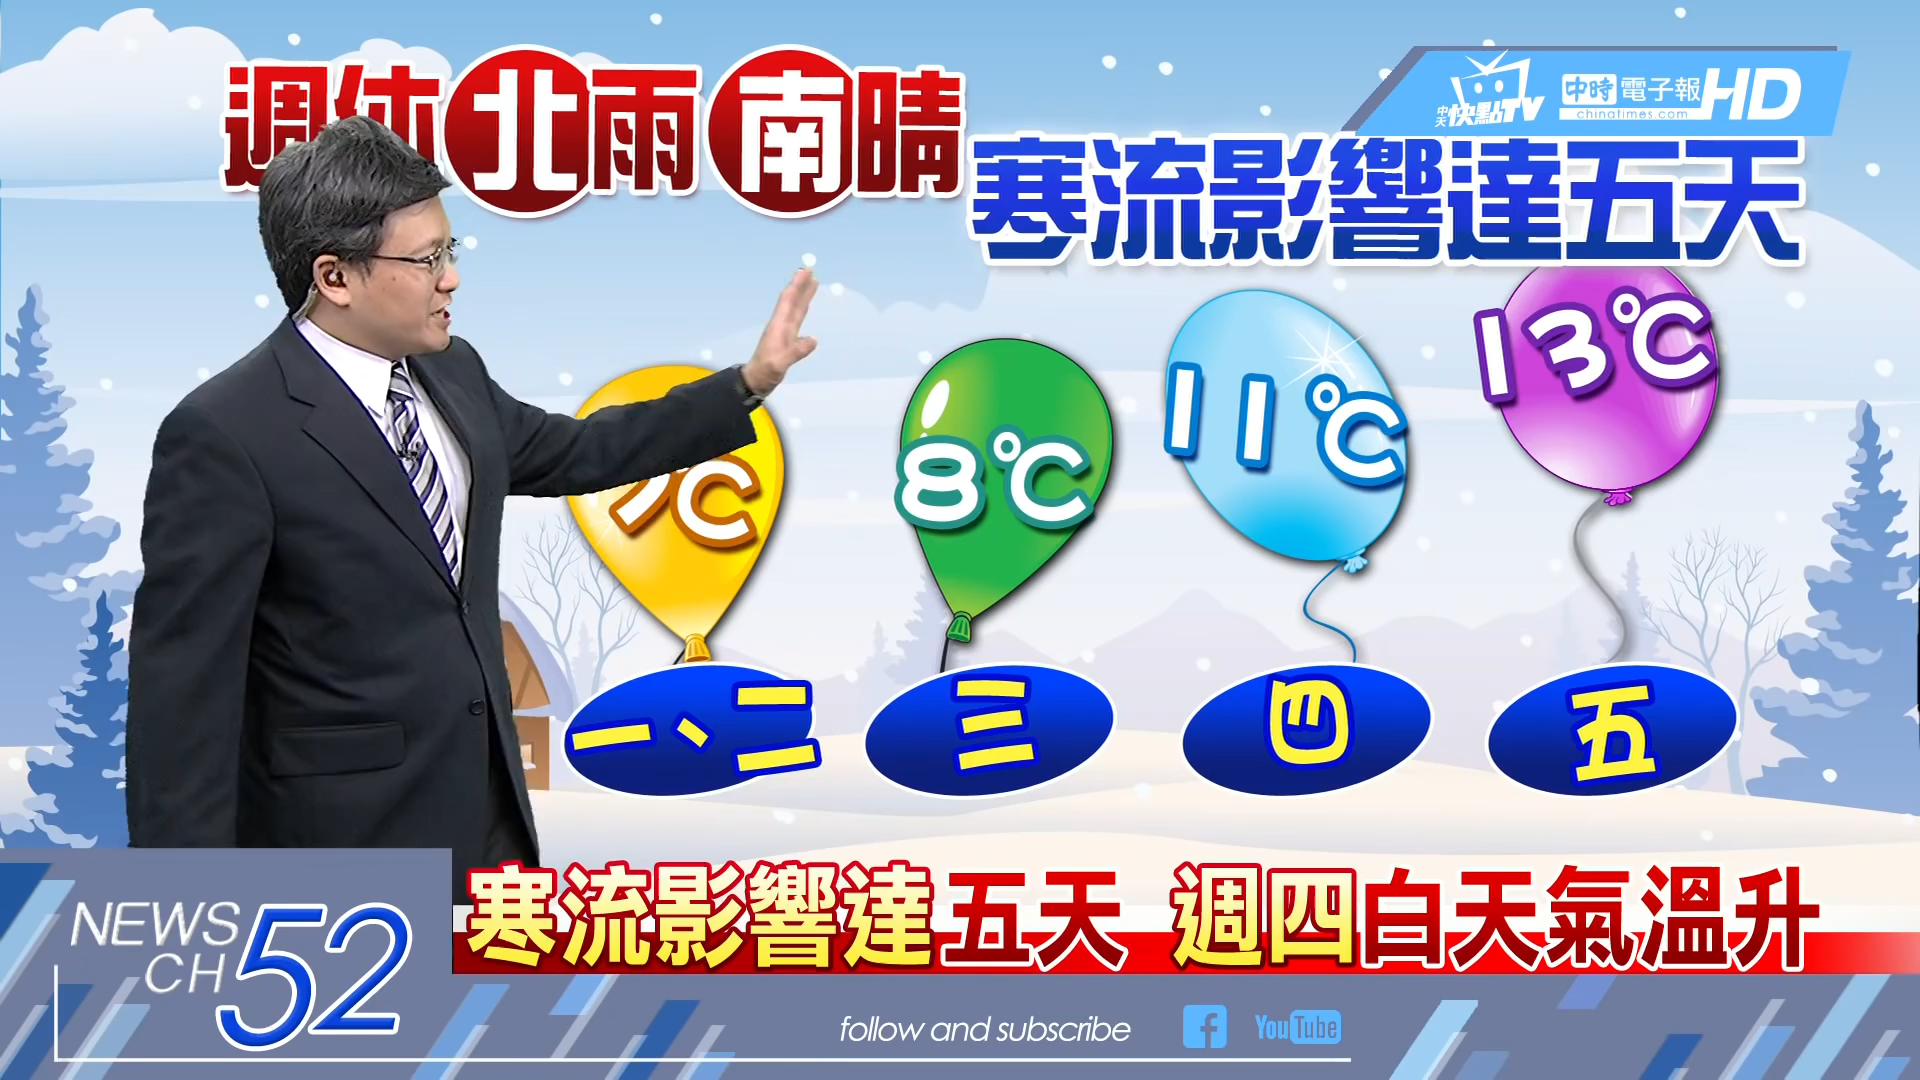 週休北雨南晴
中天快點TV 中時電子報HD
chinatimes.com
寒流影響達五天
℃
8℃
11℃
13℃
一、二
三
四
五
寒流影響達五天 週四白天氣溫升
NEWS
CH 52
follow and subscribe
YouTube